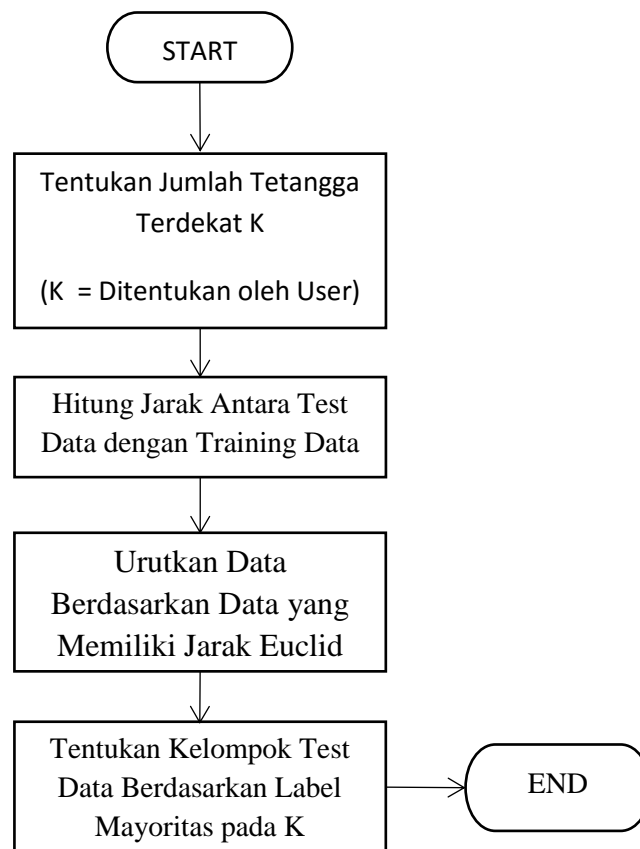 START
Tentukan Jumlah Tetangga
Terdekat K
(K  = Ditentukan oleh User)
Hitung Jarak Antara Test
Data dengan Training Data
Urutkan Data
Berdasarkan Data yang
Memiliki Jarak Euclid
Tentukan Kelompok Test
Data Berdasarkan Label
Mayoritas pada K
END